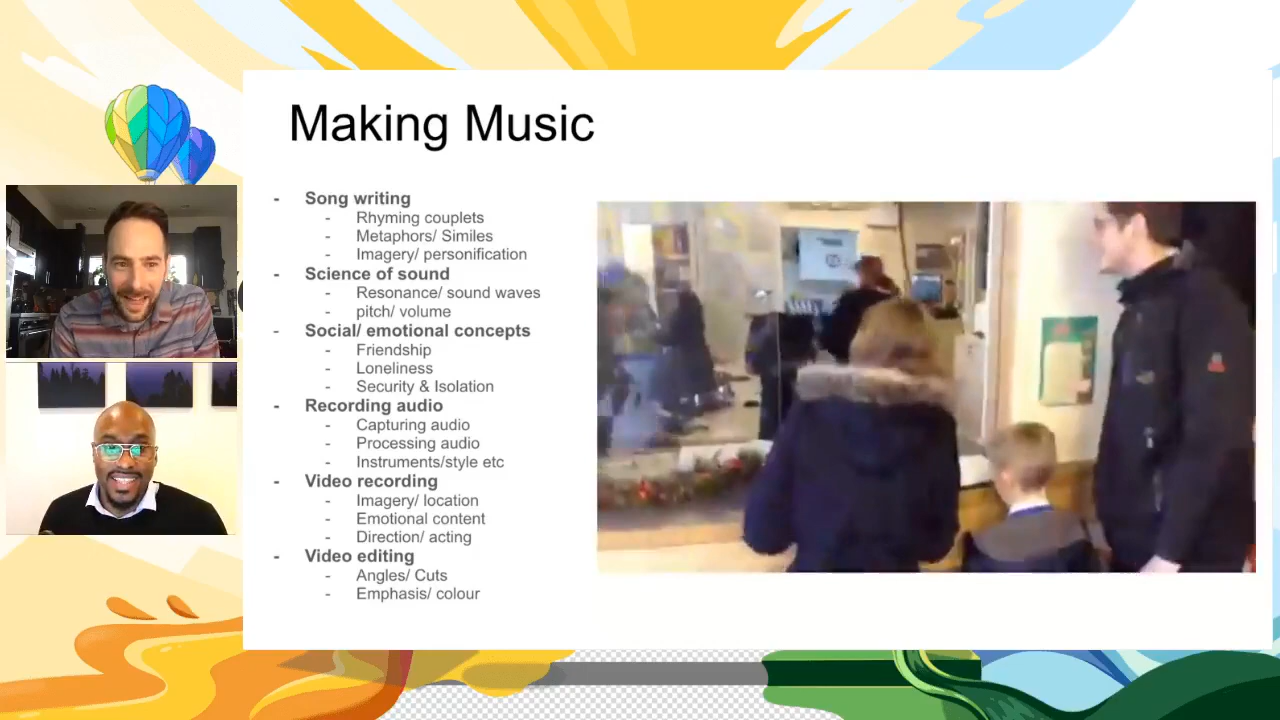 Making Music
- Song writing
- Rhyming couplets
- Metaphors/ Similes
- Imagery/ personification
- Science of sound
- Resonance/ sound waves
- pitch/ volume
- Social/ emotional concepts
- Friendship
- Loneliness
- Security & Isolation
- Recording audio
- Capturing audio
- Processing audio
- Instruments/style etc
- Video recording
- Imagery/ location
- Emotional content
- Direction/ acting
- Video editing
- Angles/ Cuts
- Emphasis/ colour